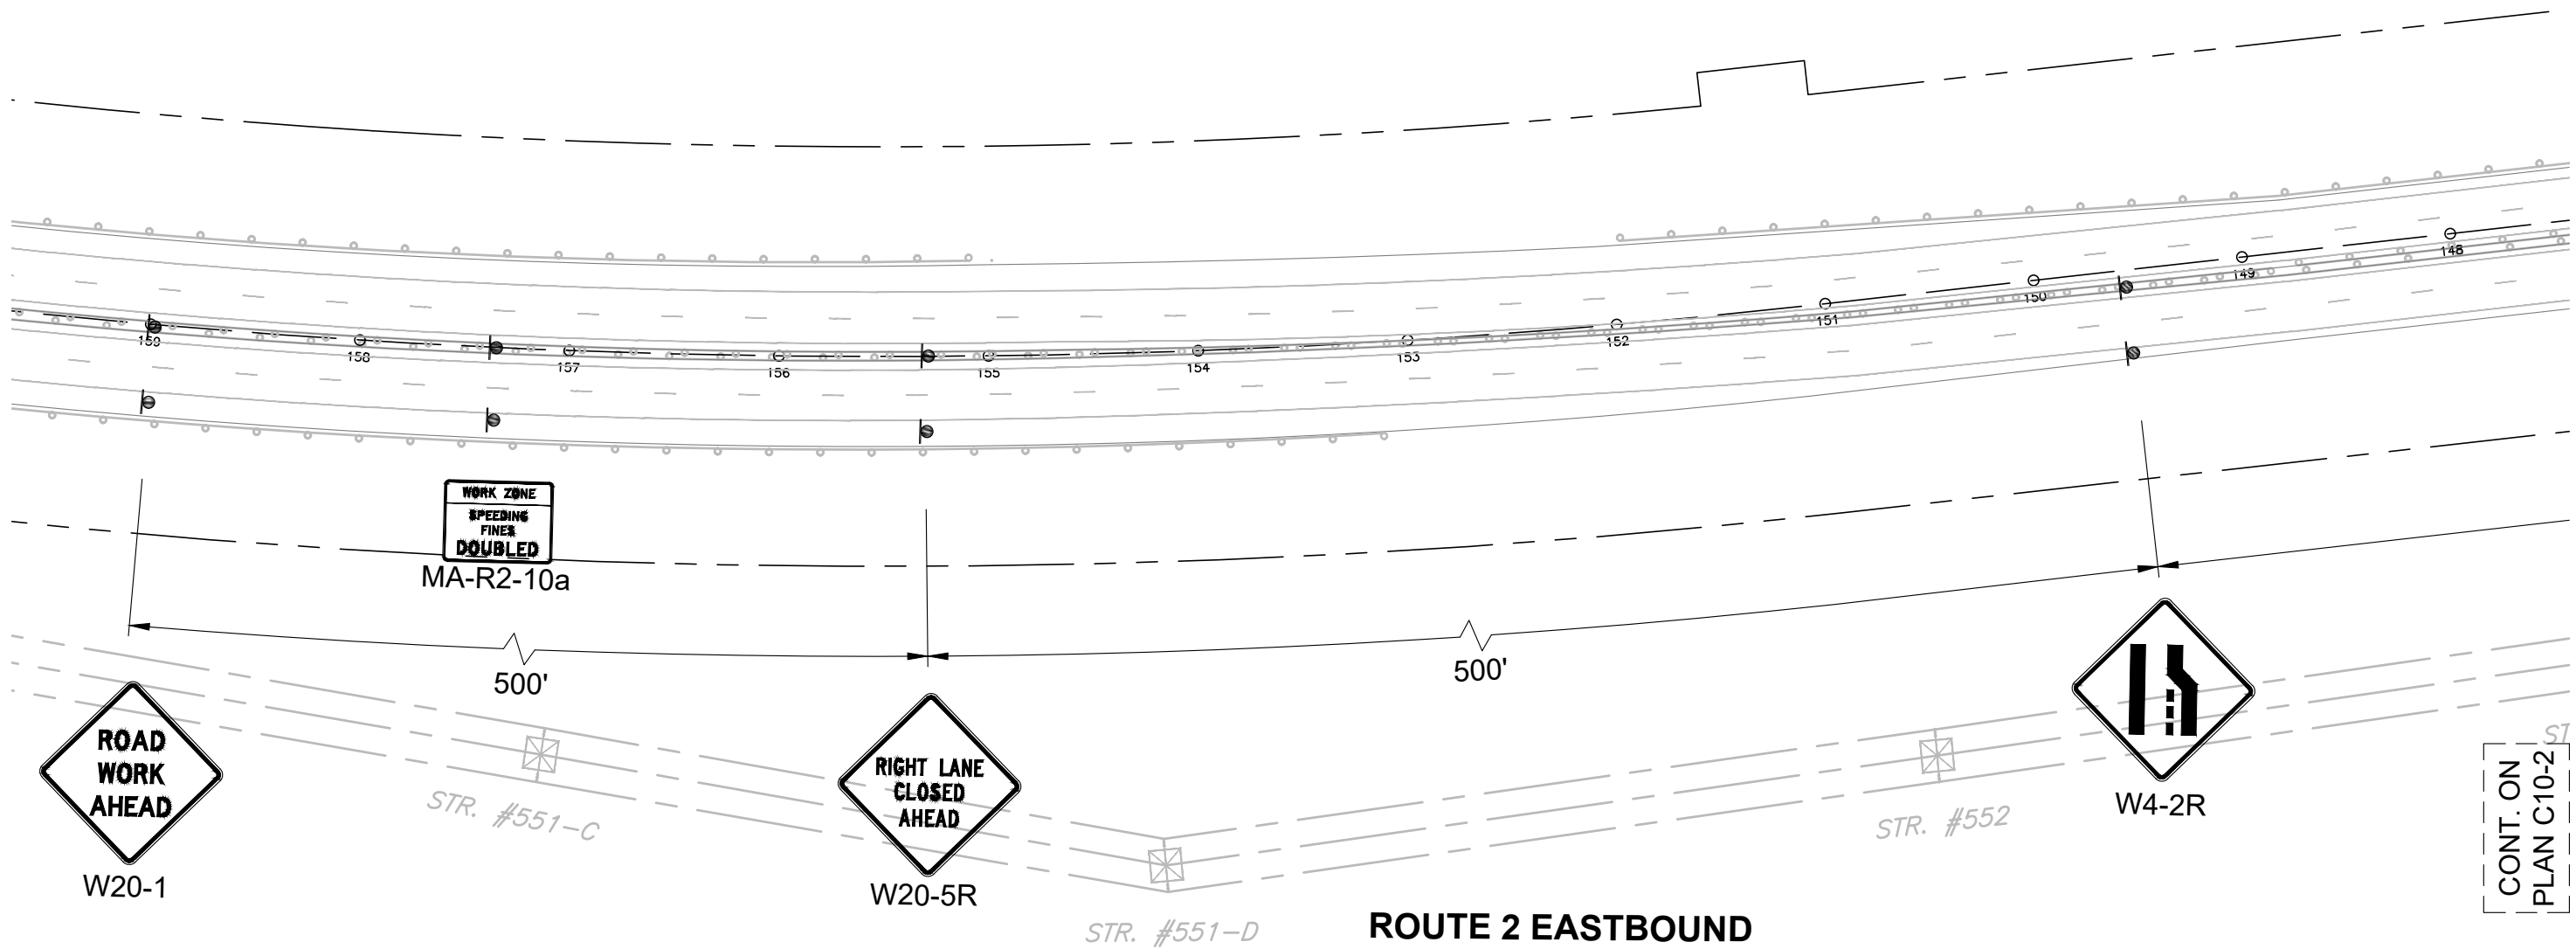 159
158
157
156
155
154
153
152
151
150
149
148
WORK ZONE
SPEEDING
FINES
DOUBLED
MA-R2-10a
500'
500'
ROAD
WORK
AHEAD
W20-1
STR. #551-C
RIGHT LANE
CLOSED
AHEAD
W20-5R
STR. #551-D
STR. #552
W4-2R
ST
CONT. ON
PLAN C10-2
ROUTE 2 EASTBOUND